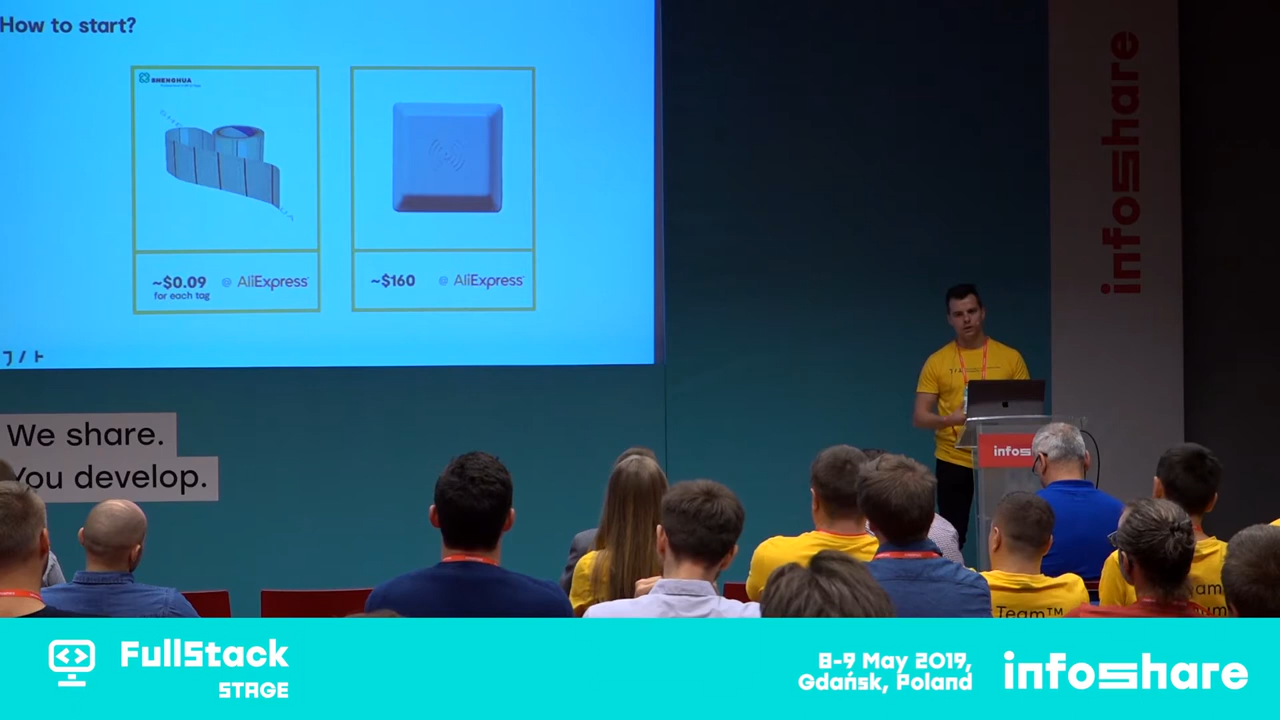 How to start?
SHENGHUA
~$0.09
for each tag
@ AliExpress
~$160
@ AliExpress
infoshare
We share.
You develop.
infos
Team™
FullStack
STAGE
8-9 May 2019,
Gdańsk, Poland
infoshare